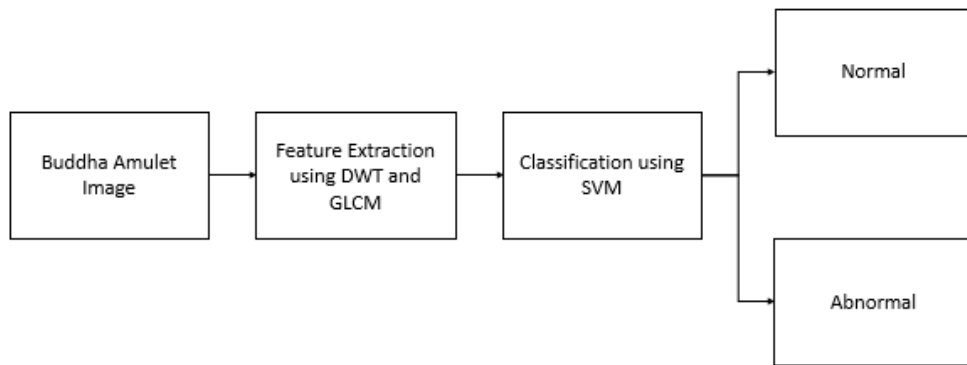 Buddha Amulet
Image
Feature Extraction
using DWT and
GLCM
Classification using
SVM
Normal
Abnormal